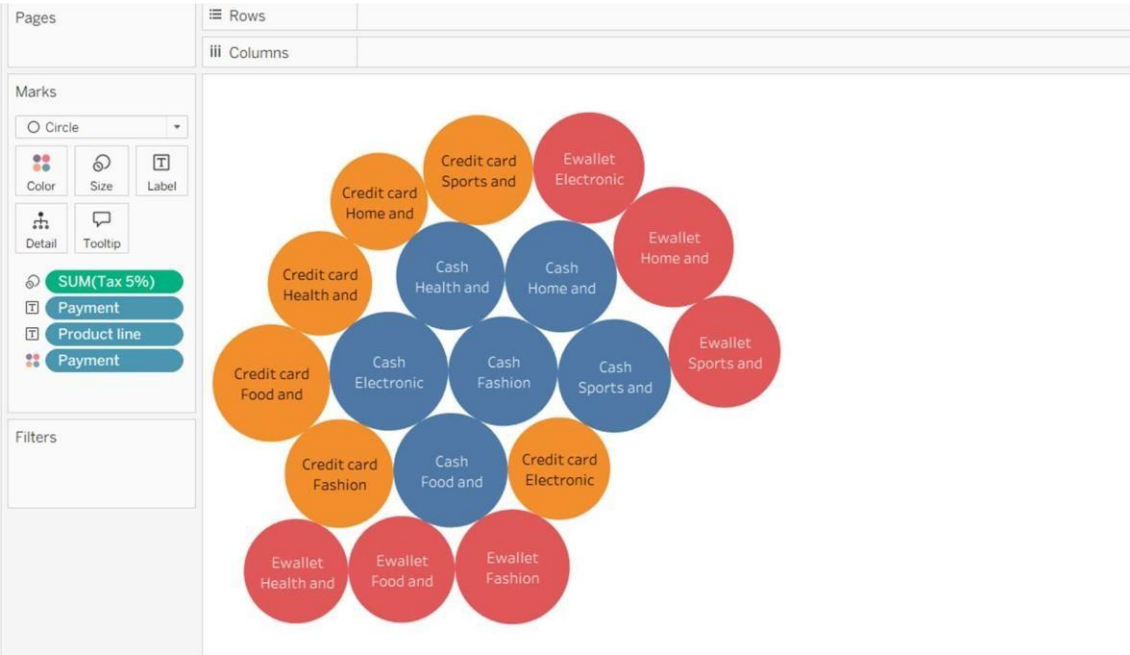 Pages
Rows
iii Columns
Marks
Circle
Color
Size
Label
Detail
Tooltip
SUM(Tax 5%)
Payment
Product line
Payment
Filters
Credit card
Sports and
Ewallet
Electronic
Credit card
Home and
Ewallet
Home and
Credit card
Health and
Cash
Health and
Cash
Home and
Ewallet
Sports and
Credit card
Food and
Cash
Electronic
Cash
Fashion
Cash
Sports and
Credit card
Fashion
Cash
Food and
Credit card
Electronic
Ewallet
Health and
Ewallet
Food and
Ewallet
Fashion